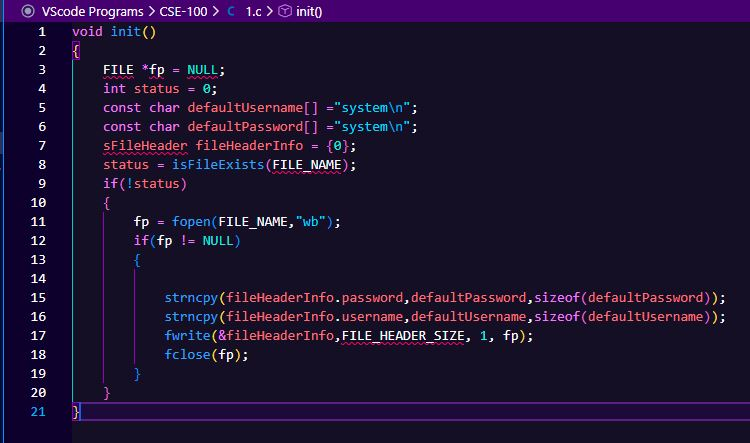 VScode Programs > CSE-100 > C 1.c > init()
1 void init()
2 {
3 FILE *fp = NULL;
4 int status = 0;
5 const char defaultUsername[] ="system\n";
6 const char defaultPassword[] ="system\n";
7 sFileHeader fileHeaderInfo = {0};
8 status = isFileExists(FILE_NAME);
9 if(!status)
10 {
11 fp = fopen(FILE_NAME,"wb");
12 if(fp != NULL)
13 {
14
15 strncpy(fileHeaderInfo.password,defaultPassword,sizeof(defaultPassword));
16 strncpy(fileHeaderInfo.username,defaultUsername,sizeof(defaultUsername));
17 fwrite(&fileHeaderInfo,FILE_HEADER_SIZE, 1, fp);
18 fclose(fp);
19 }
20 }
21 }